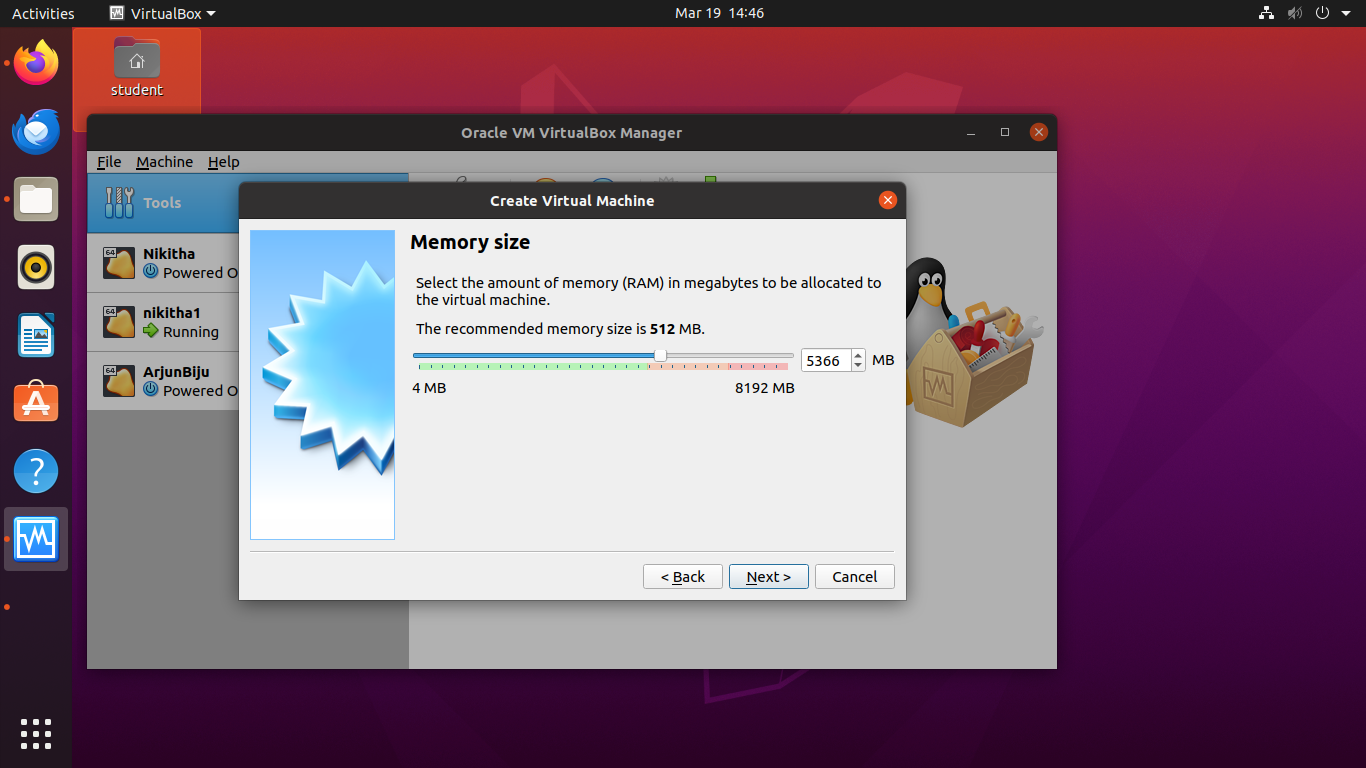 Activities VirtualBox Mar 19 14:46
student
Oracle VM VirtualBox Manager
File Machine Help
Tools
64 Nikitha
Powered O
64 nikitha1
Running
64 ArjunBiju
Powered O
Create Virtual Machine
Memory size
Select the amount of memory (RAM) in megabytes to be allocated to
the virtual machine.
The recommended memory size is 512 MB.
5366 MB
4 MB 8192 MB
< Back Next > Cancel